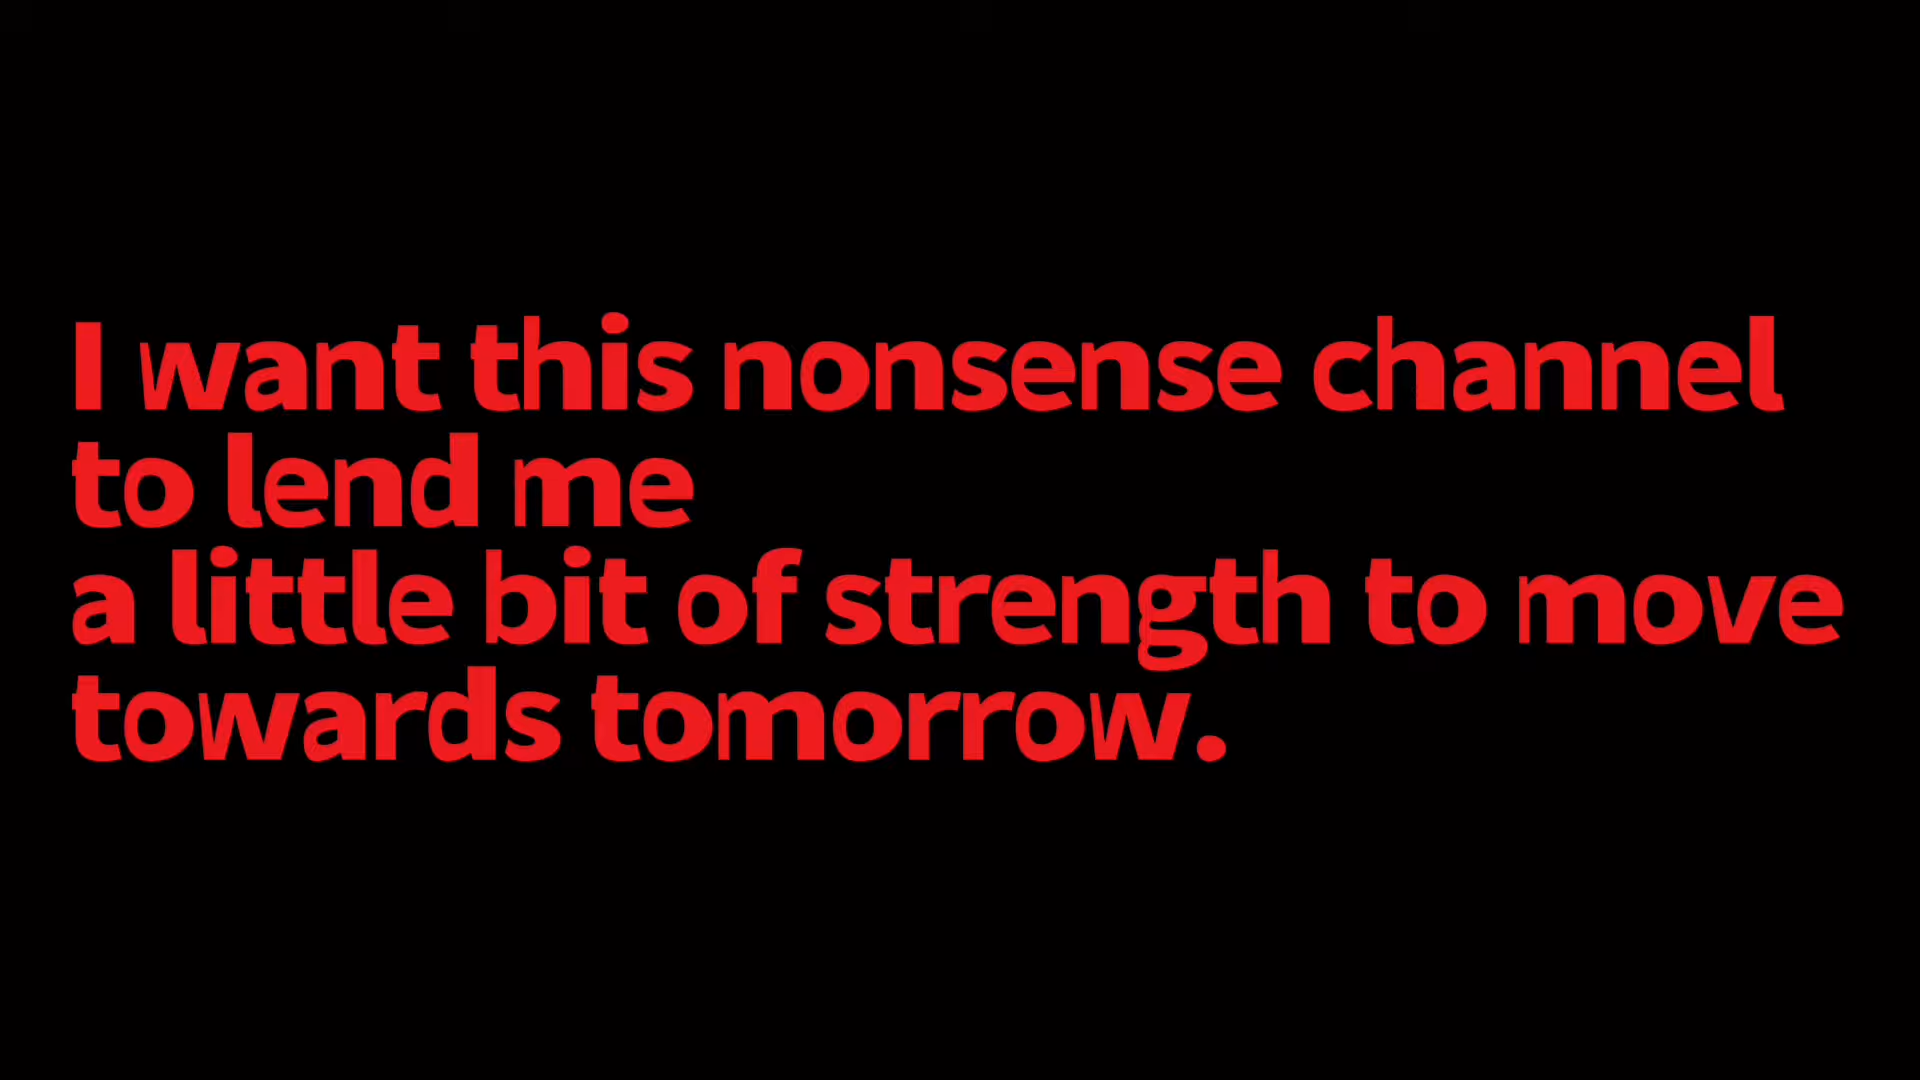 I want this nonsense channel
to lend me
a little bit of strength to move
towards tomorrow.